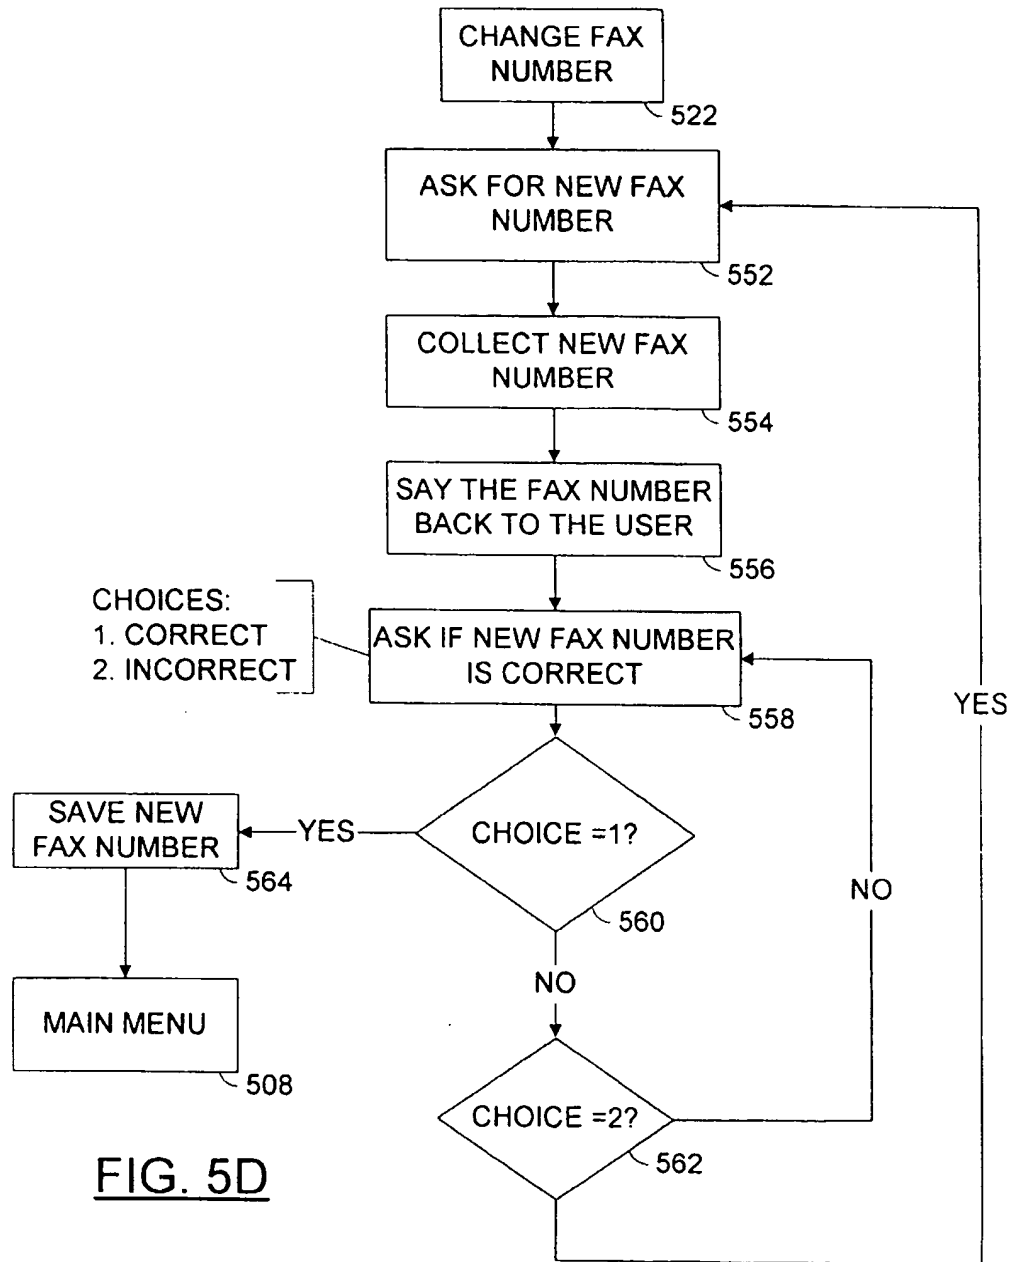 CHANGE FAX
NUMBER
522
ASK FOR NEW FAX
NUMBER
552
COLLECT NEW FAX
NUMBER
554
SAY THE FAX NUMBER
BACK TO THE USER
556
CHOICES:
1. CORRECT
2. INCORRECT
ASK IF NEW FAX NUMBER
IS CORRECT
558
YES
SAVE NEW
FAX NUMBER
564
YES
CHOICE =1?
560
NO
NO
MAIN MENU
508
CHOICE =2?
562
FIG. 5D